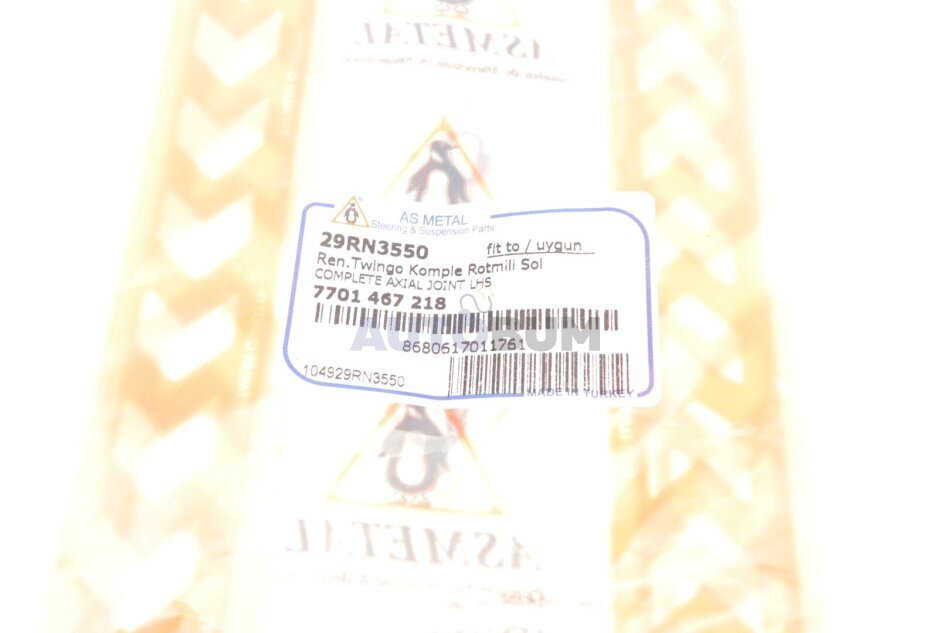 ASMETAL
AS METAL
Steering & Suspension Parts
29RN3550
fit to / uygun
Ren.Twingo Komple Rotmili Sol
COMPLETE AXIAL JOINT LHS
7701 467 218
AUTORUM
8680617011761
104929RN3550
MADE IN TURKEY
ASMETAL